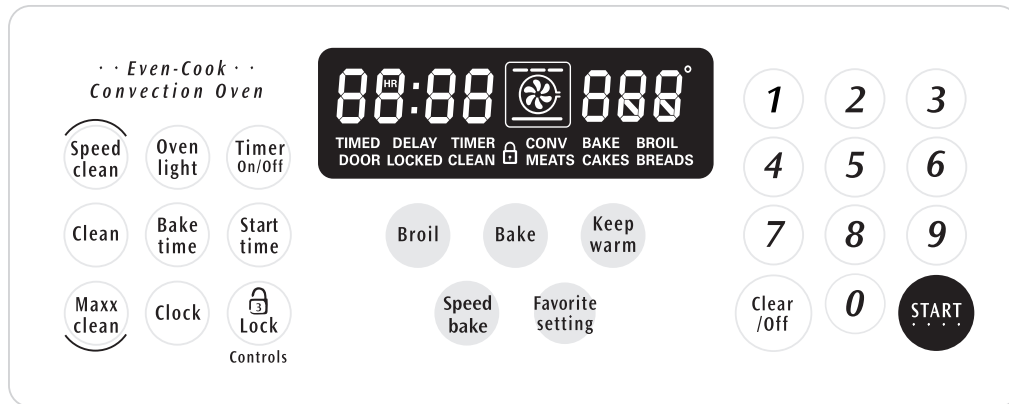 · · Even-Cook · ·
Convection Oven
Speed
clean
Oven
light
Timer
On/Off
Clean
Bake
time
Start
time
Maxx
clean
Clock
3
Lock
Controls
88:88
HR
888°
TIMED DELAY TIMER CONV BAKE BROIL
DOOR LOCKED CLEAN MEATS CAKES BREADS
Broil
Bake
Keep
warm
Speed
bake
Favorite
setting
1
2
3
4
5
6
7
8
9
Clear
/Off
0
START